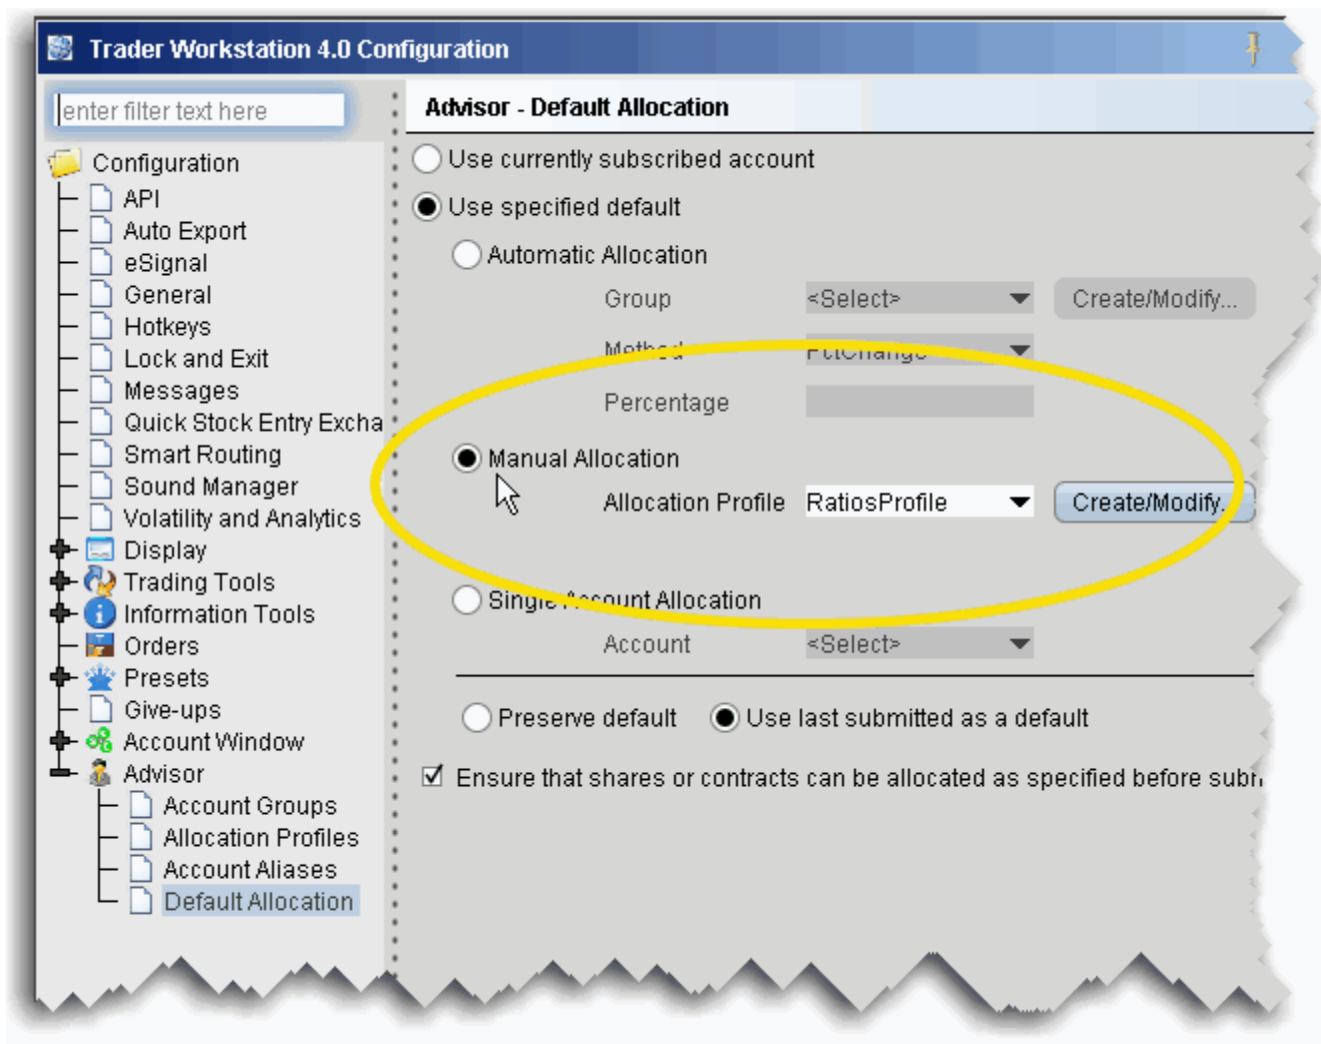 Trader Workstation 4.0 Configuration
enter filter text here
Configuration
API
Auto Export
eSignal
General
Hotkeys
Lock and Exit
Messages
Quick Stock Entry Excha
Smart Routing
Sound Manager
Volatility and Analytics
Display
Trading Tools
Information Tools
Orders
Presets
Give-ups
Account Window
Advisor
Account Groups
Allocation Profiles
Account Aliases
Default Allocation
Advisor - Default Allocation
Use currently subscribed account
Use specified default
Automatic Allocation
Group <Select> Create/Modify...
Method PctChange
Percentage
Manual Allocation
Allocation Profile RatiosProfile Create/Modify..
Single Account Allocation
Account <Select>
Preserve default Use last submitted as a default
Ensure that shares or contracts can be allocated as specified before